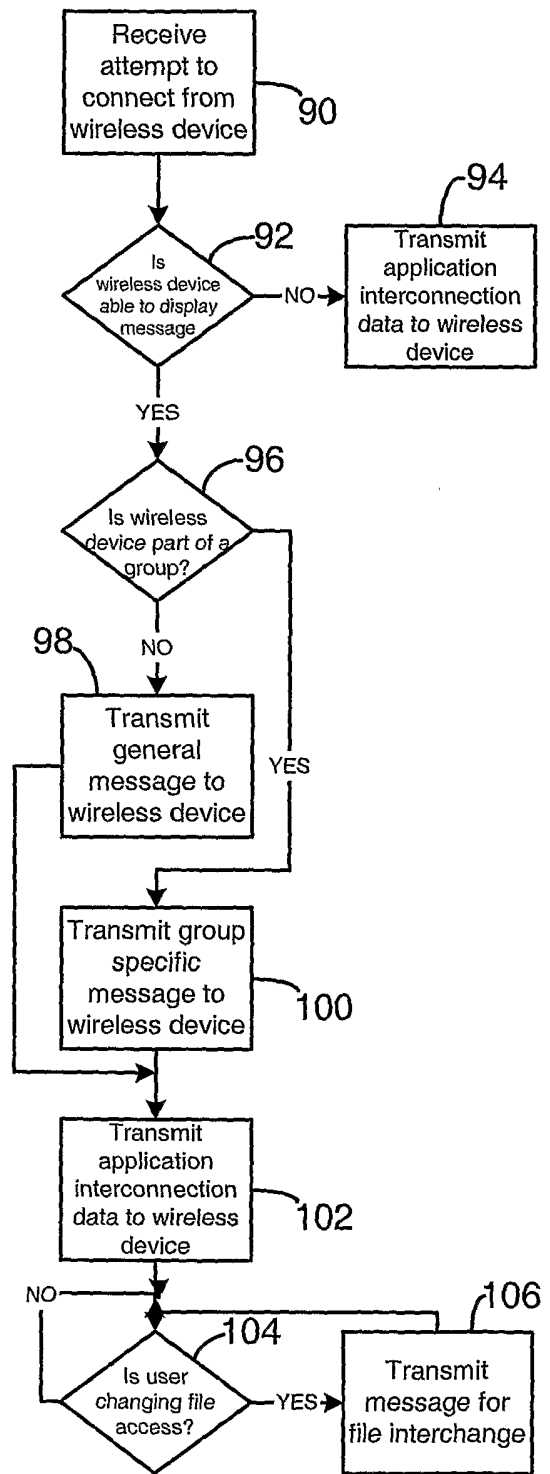 Receive
attempt to
connect from
wireless device
90
92
Is
wireless device
able to display
message
NO
94
Transmit
application
interconnection
data to wireless
device
YES
96
Is wireless
device part of a
group?
98
NO
Transmit
general
message to
wireless device
YES
Transmit group
specific
message to
wireless device
100
Transmit
application
interconnection
data to wireless
device
102
NO
104
Is user
changing file
access?
YES
106
Transmit
message for
file interchange